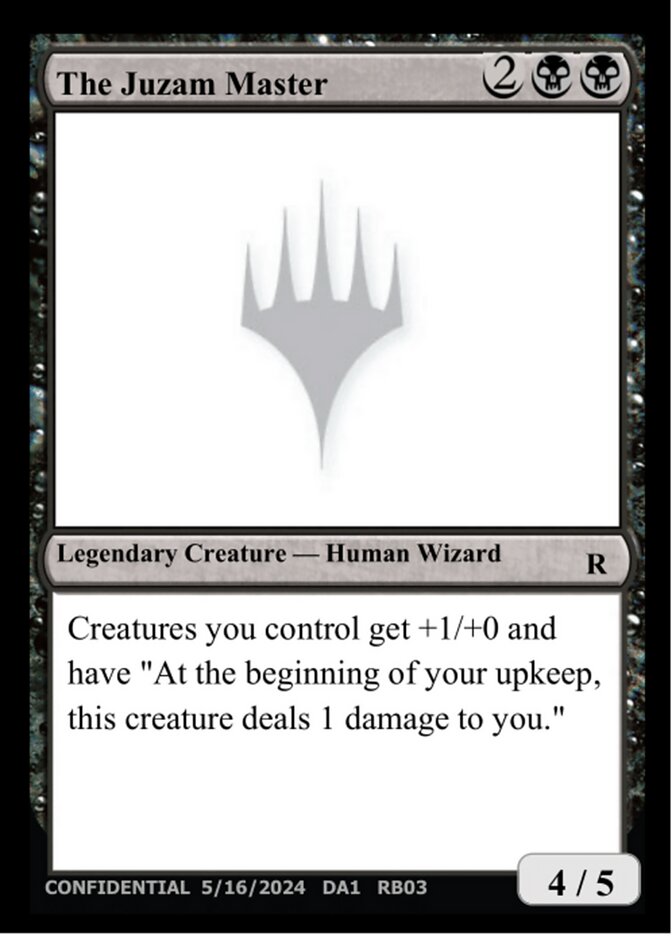 The Juzam Master 2
Legendary Creature — Human Wizard R
Creatures you control get +1/+0 and
have "At the beginning of your upkeep,
this creature deals 1 damage to you."
CONFIDENTIAL 5/16/2024 DA1 RB03
4 / 5